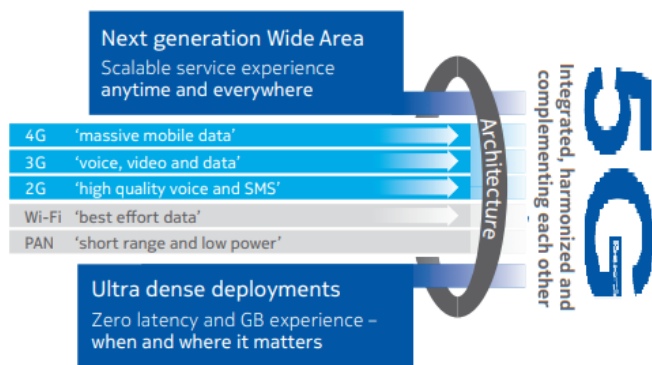 Next generation Wide Area
Scalable service experience
anytime and everywhere
4G 'massive mobile data'
3G 'voice, video and data'
2G 'high quality voice and SMS'
Wi-Fi 'best effort data'
PAN 'short range and low power'
Ultra dense deployments
Zero latency and GB experience –
when and where it matters
Architecture
Integrated, harmonized and
complementing each other
5G